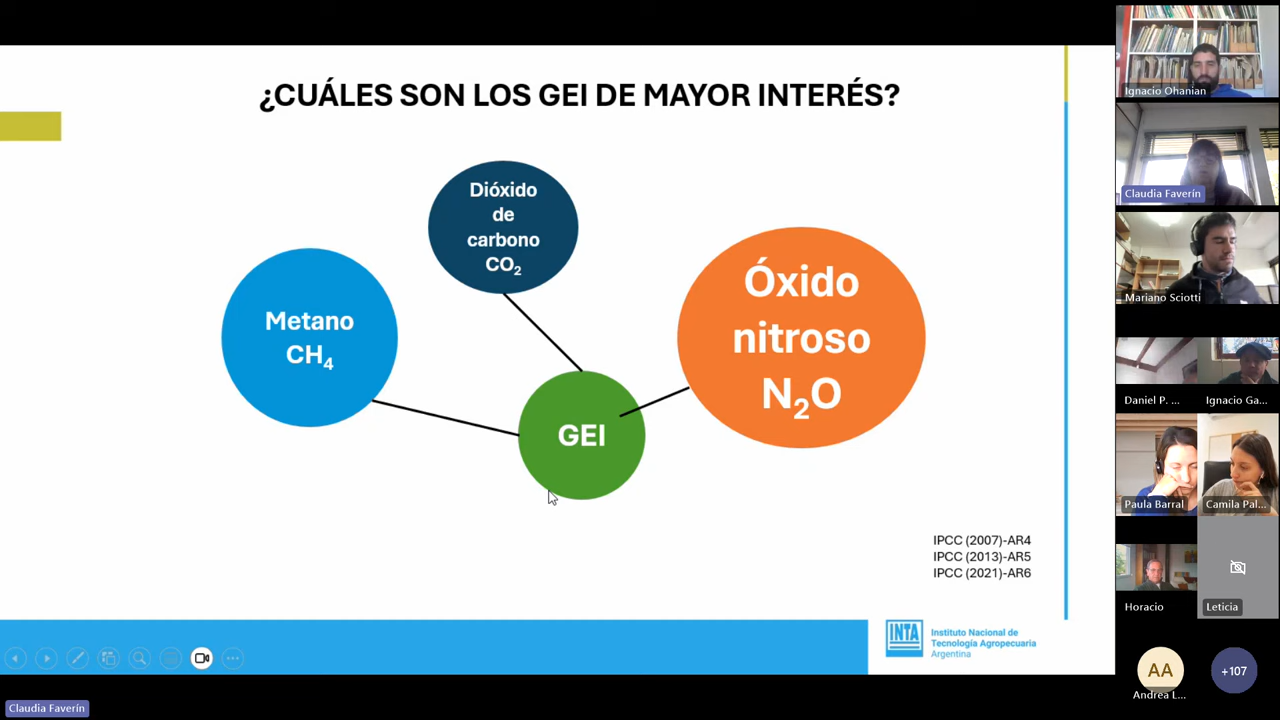 ¿CUÁLES SON LOS GEI DE MAYOR INTERÉS?
Dióxido
de
carbono
CO₂
Metano
CH₄
Óxido
nitroso
N₂O
GEI
IPCC (2007)-AR4
IPCC (2013)-AR5
IPCC (2021)-AR6
INTA
Instituto Nacional de
Tecnología Agropecuaria
Argentina
Claudia Faverín
Ignacio Ohanian
Claudia Faverín
Mariano Sciotti
Daniel P. ...
Ignacio Ga...
Paula Barral
Camila Pal...
Horacio
Leticia
AA
Andrea L...
+107